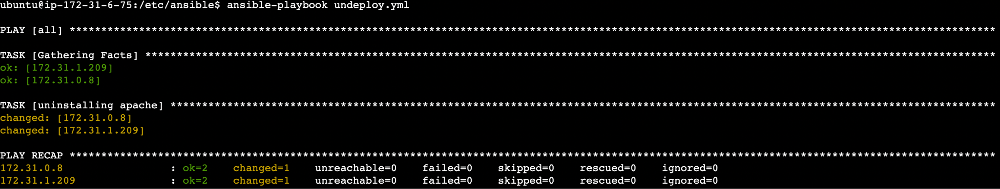 ubuntu@ip-172-31-6-75:/etc/ansible$ ansible-playbook undeploy.yml
PLAY [all] ***************************************************************************************************************************************************
TASK [Gathering Facts] ***************************************************************************************************************************************
ok: [172.31.1.209]
ok: [172.31.0.8]
TASK [uninstalling apache] ***********************************************************************************************************************************
changed: [172.31.0.8]
changed: [172.31.1.209]
PLAY RECAP ***************************************************************************************************************************************************
172.31.0.8                 : ok=2    changed=1    unreachable=0    failed=0    skipped=0    rescued=0    ignored=0
172.31.1.209               : ok=2    changed=1    unreachable=0    failed=0    skipped=0    rescued=0    ignored=0